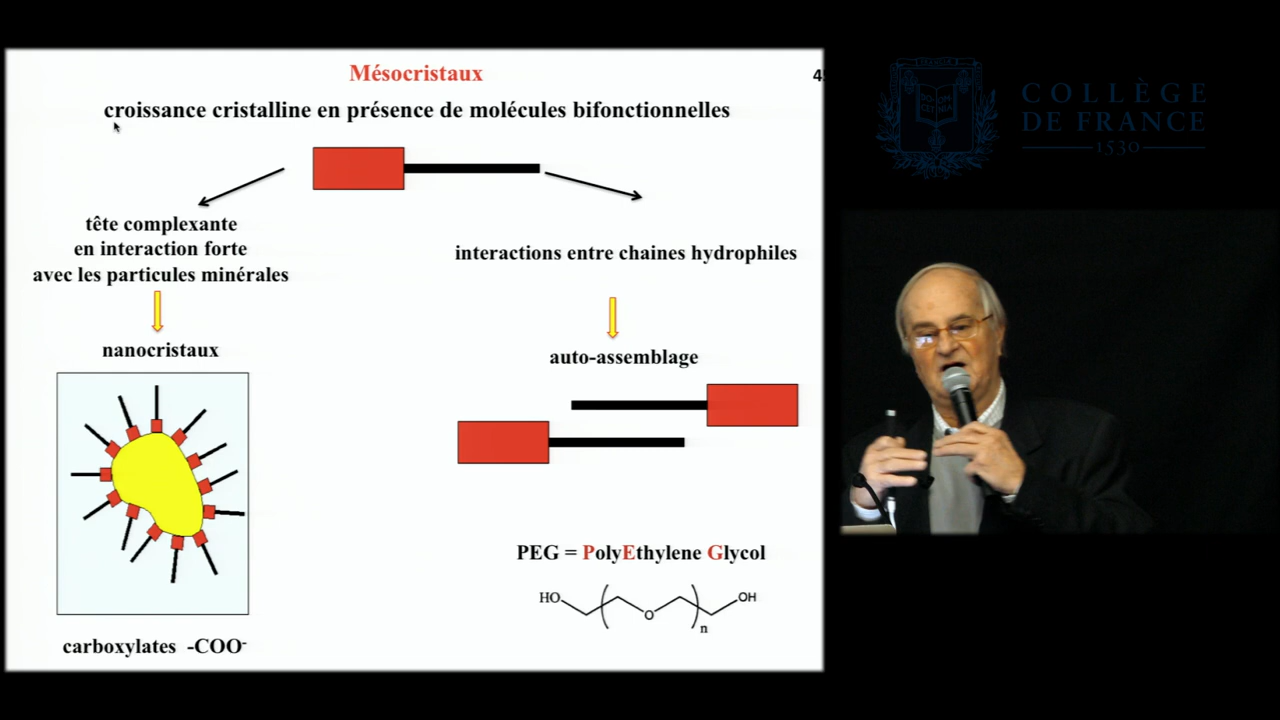 Mésocristaux
croissance cristalline en présence de molécules bifonctionnelles
tête complexante
en interaction forte
avec les particules minérales
nanocristaux
carboxylates -COO-
interactions entre chaines hydrophiles
auto-assemblage
PEG = PolyEthylene Glycol
HO
O
n
OH
COLLÈGE
DE FRANCE
1530